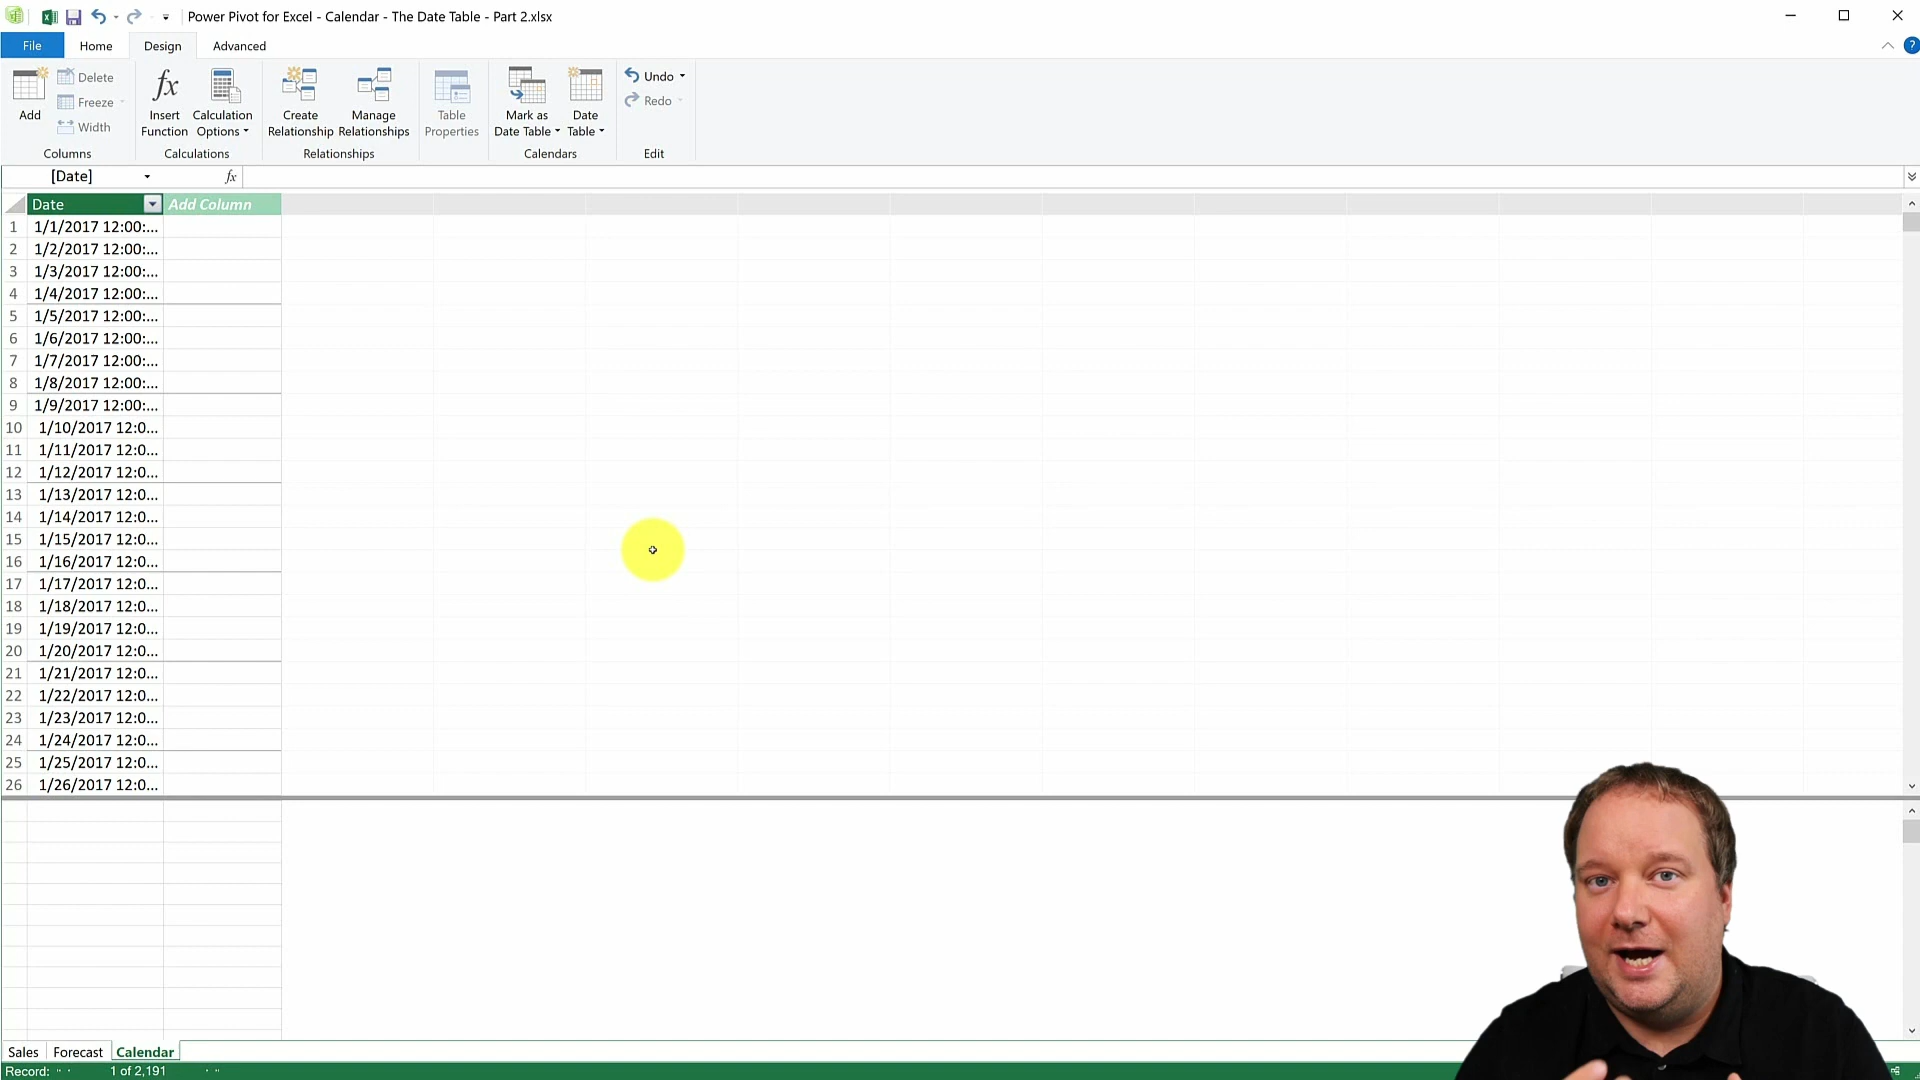 Power Pivot for Excel - Calendar - The Date Table - Part 2.xlsx
File Home Design Advanced
Add
Delete
Freeze
Width
Columns
Insert Function
Calculation Options
Calculations
Create Relationship
Manage Relationships
Relationships
Table Properties
Mark as Date Table
Date Table
Calendars
Undo
Redo
Edit
[Date] fx
Date Add Column
1 1/1/2017 12:00:...
2 1/2/2017 12:00:...
3 1/3/2017 12:00:...
4 1/4/2017 12:00:...
5 1/5/2017 12:00:...
6 1/6/2017 12:00:...
7 1/7/2017 12:00:...
8 1/8/2017 12:00:...
9 1/9/2017 12:00:...
10 1/10/2017 12:0...
11 1/11/2017 12:0...
12 1/12/2017 12:0...
13 1/13/2017 12:0...
14 1/14/2017 12:0...
15 1/15/2017 12:0...
16 1/16/2017 12:0...
17 1/17/2017 12:0...
18 1/18/2017 12:0...
19 1/19/2017 12:0...
20 1/20/2017 12:0...
21 1/21/2017 12:0...
22 1/22/2017 12:0...
23 1/23/2017 12:0...
24 1/24/2017 12:0...
25 1/25/2017 12:0...
26 1/26/2017 12:0...
Sales Forecast Calendar
Record: 1 of 2,191